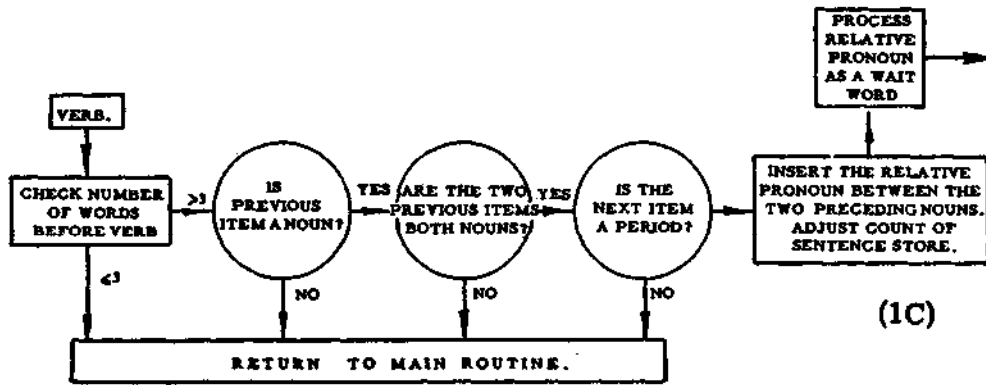 VERB.
CHECK NUMBER
OF WORDS
BEFORE VERB
>3
≤3
IS
PREVIOUS
ITEM A NOUN?
YES
NO
ARE THE TWO
PREVIOUS ITEMS
BOTH NOUNS?
YES
NO
IS THE
NEXT ITEM
A PERIOD?
NO
INSERT THE RELATIVE
PRONOUN BETWEEN THE
TWO PRECEDING NOUNS.
ADJUST COUNT OF
SENTENCE STORE.
PROCESS
RELATIVE
PRONOUN
AS A WAIT
WORD
RETURN TO MAIN ROUTINE.
(1C)